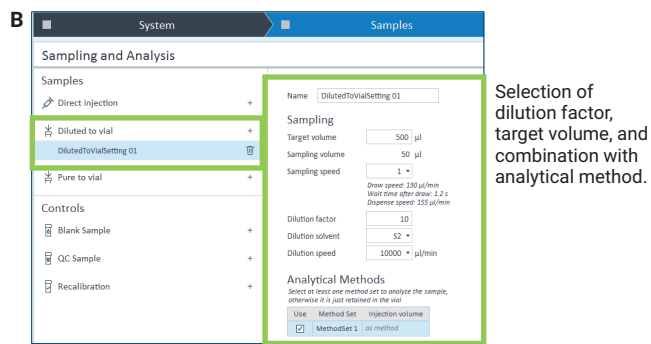 B
System
Samples
Sampling and Analysis
Samples
Direct injection +
Diluted to vial +
DilutedToVialSetting 01
Pure to vial +
Controls
Blank Sample +
QC Sample +
Recalibration +
Name DilutedToVialSetting 01
Sampling
Target volume 500 µl
Sampling volume 50 µl
Sampling speed 1
Draw speed: 130 µl/min
Wait time after draw: 1.2 s
Dispense speed: 155 µl/min
Dilution factor 10
Dilution solvent S2
Dilution speed 10000 µl/min
Analytical Methods
Select at least one method set to analyze the sample,
otherwise it is just retained in the vial
Use Method Set Injection volume
MethodSet 1 as method
Selection of
dilution factor,
target volume, and
combination with
analytical method.